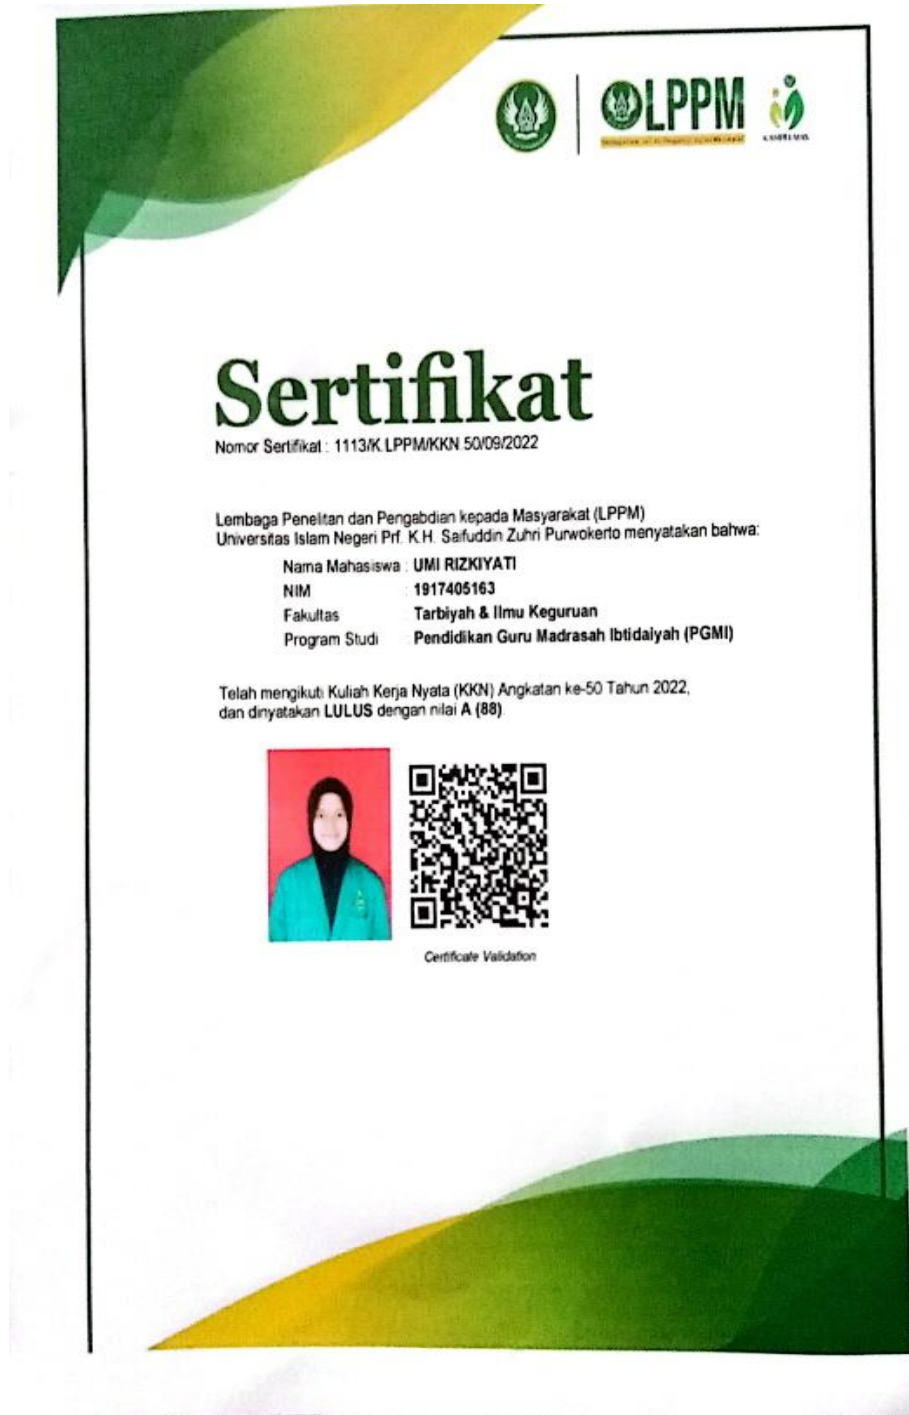 LPPM
Sertifikat
Nomor Sertifikat : 1113/K.LPPM/KKN.50/09/2022
Lembaga Penelitan dan Pengabdian kepada Masyarakat (LPPM)
Universitas Islam Negeri Prf. K.H. Saifuddin Zuhri Purwokerto menyatakan bahwa:
Nama Mahasiswa : UMI RIZKIYATI
NIM : 1917405163
Fakultas : Tarbiyah & Ilmu Keguruan
Program Studi : Pendidikan Guru Madrasah Ibtidaiyah (PGMI)
Telah mengikuti Kuliah Kerja Nyata (KKN) Angkatan ke-50 Tahun 2022,
dan dinyatakan LULUS dengan nilai A (88).
Certificate Validation